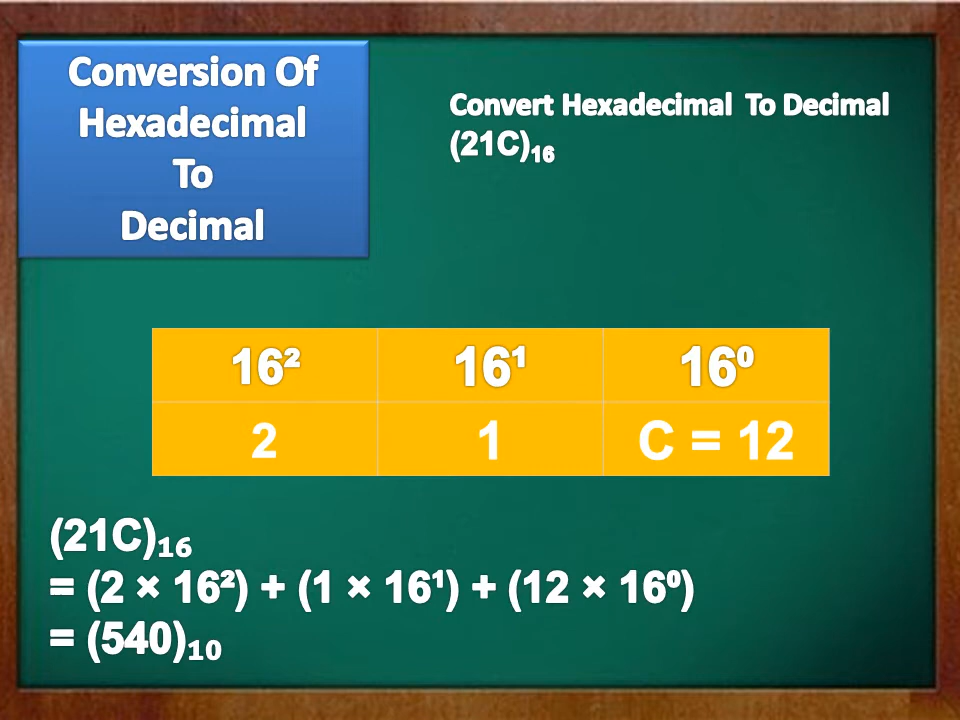 Conversion Of
Hexadecimal
To
Decimal
Convert Hexadecimal To Decimal
(21C)₁₆
16² 16¹ 16⁰
2 1 C = 12
(21C)₁₆
= (2 × 16²) + (1 × 16¹) + (12 × 16⁰)
= (540)₁₀